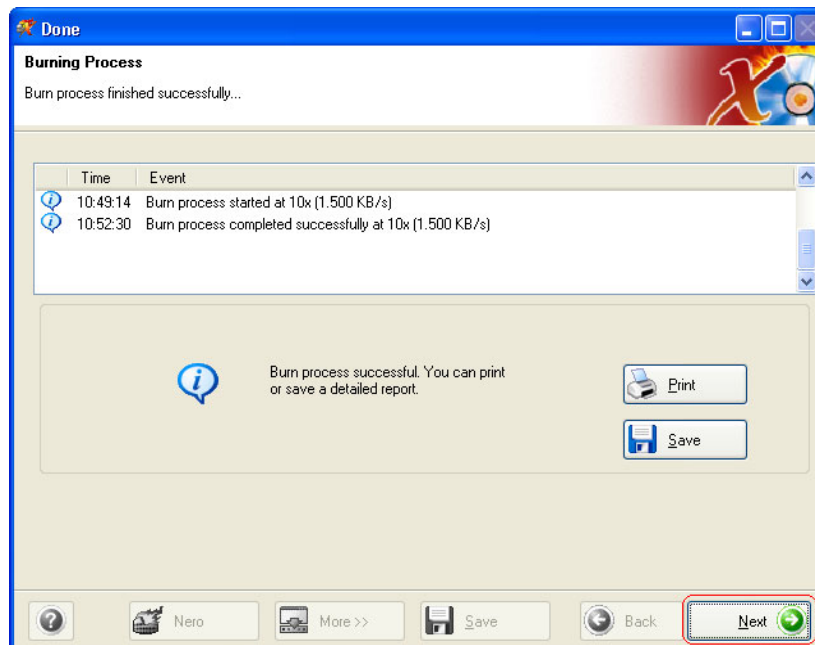 Done
Burning Process
Burn process finished successfully...
Time Event
10:49:14 Burn process started at 10x (1.500 KB/s)
10:52:30 Burn process completed successfully at 10x (1.500 KB/s)
Burn process successful. You can print
or save a detailed report.
Print
Save
Nero More >> Save Back Next